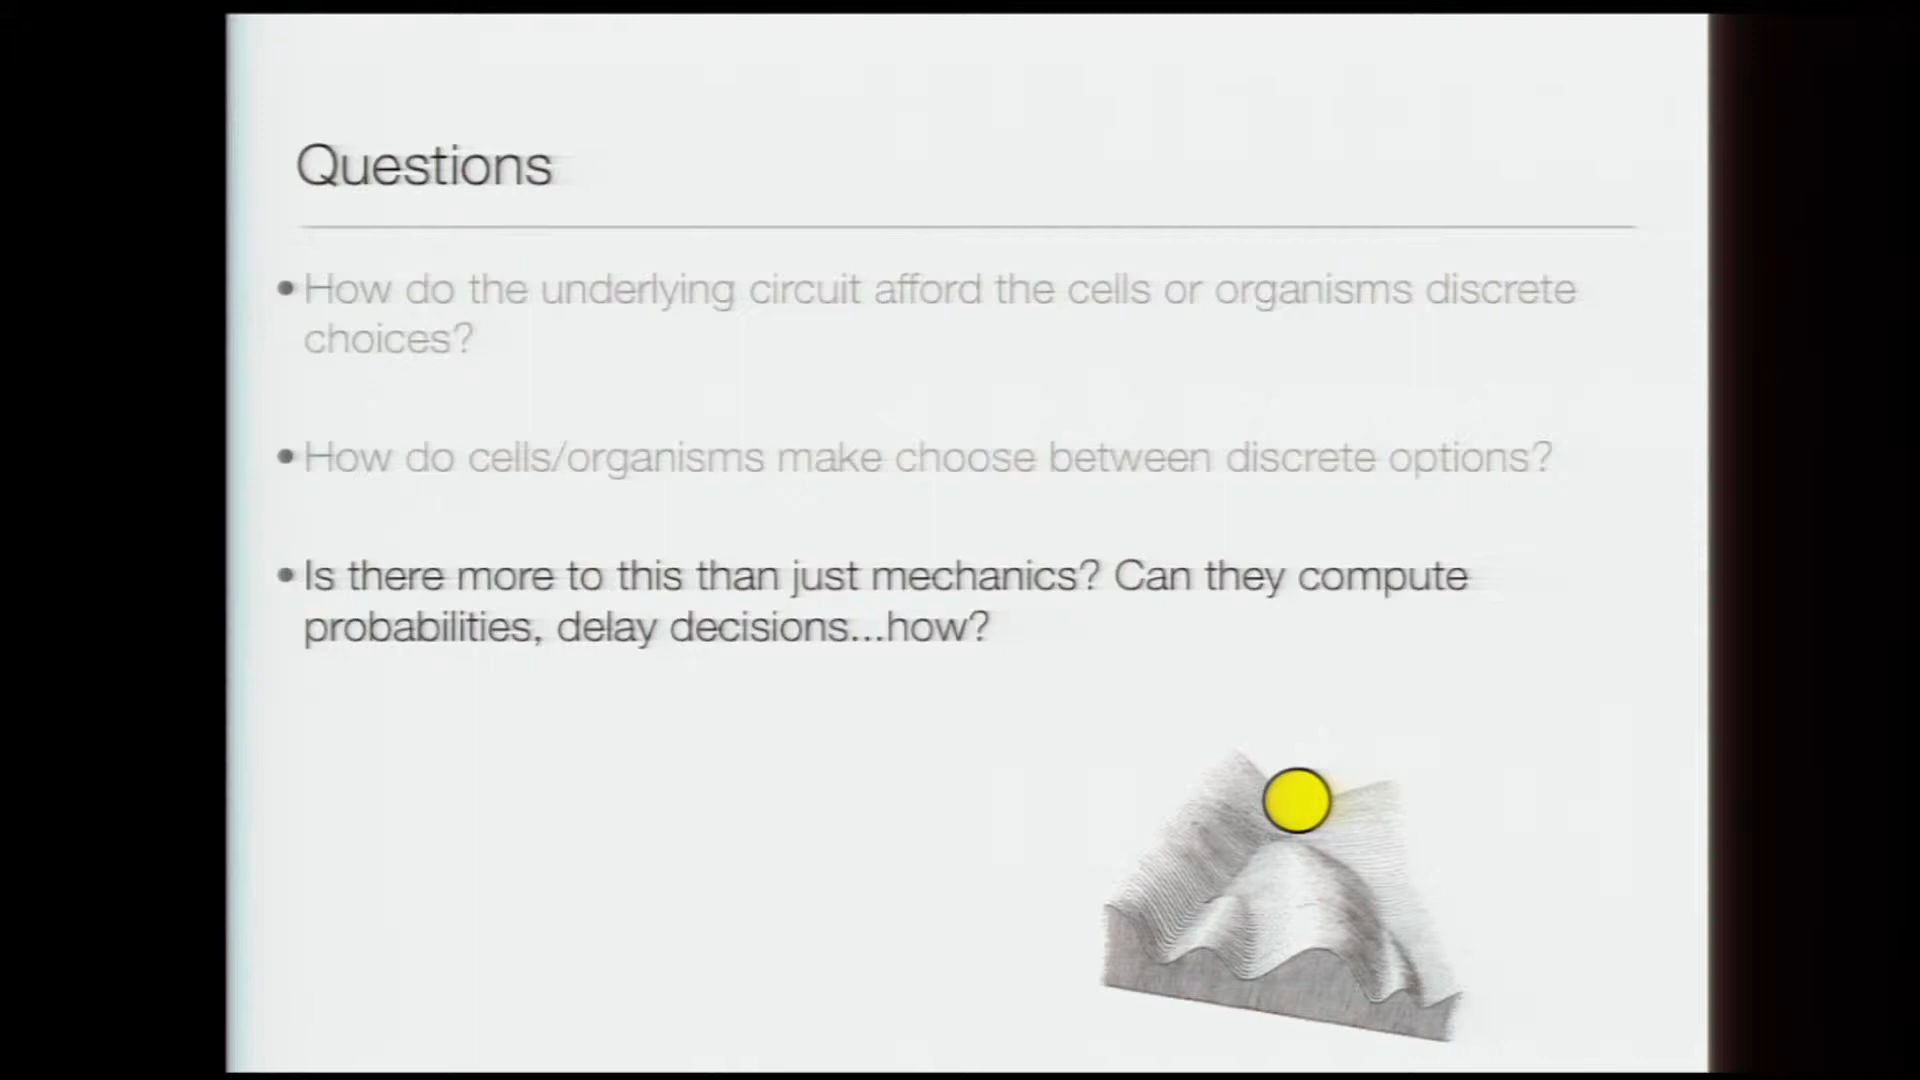 Questions
• How do the underlying circuit afford the cells or organisms discrete
choices?
• How do cells/organisms make choose between discrete options?
• Is there more to this than just mechanics? Can they compute
probabilities, delay decisions...how?